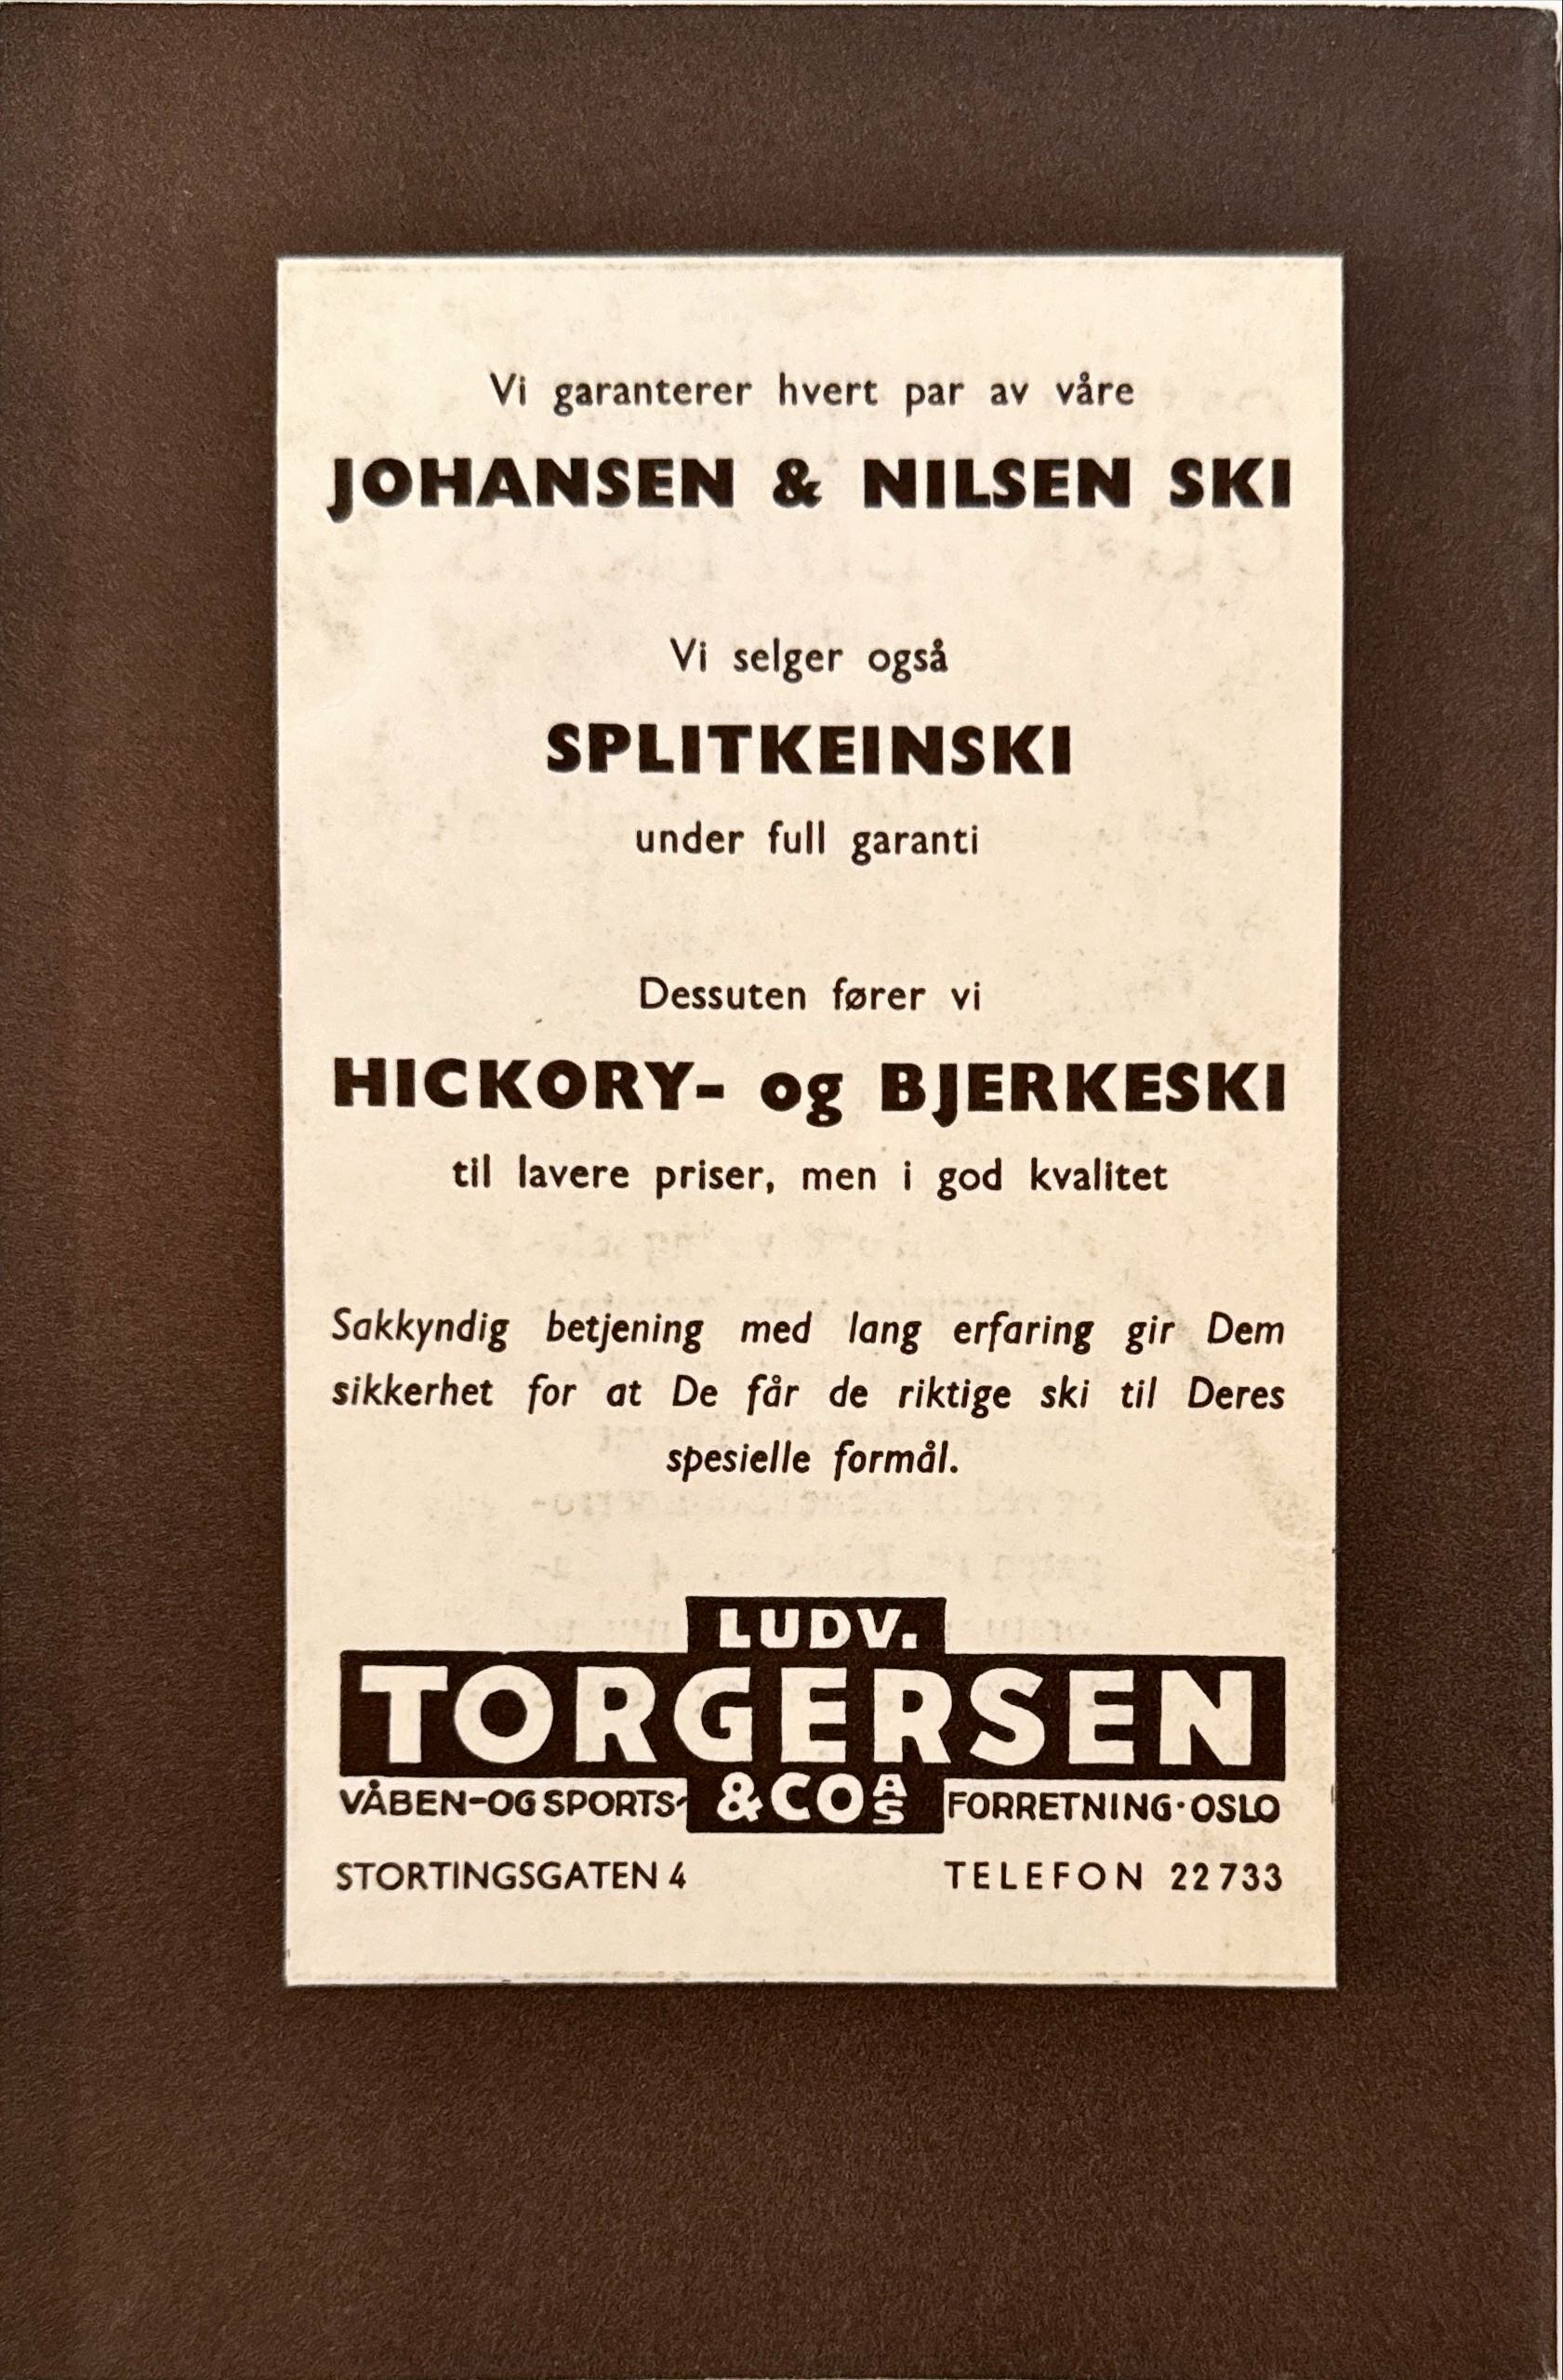 Vi garanterer hvert par av våre
JOHANSEN & NILSEN SKI
Vi selger også
SPLITKEINSKI
under full garanti
Dessuten fører vi
HICKORY- og BJERKESKI
til lavere priser, men i god kvalitet
Sakkyndig betjening med lang erfaring gir Dem
sikkerhet for at De får de riktige ski til Deres
spesielle formål.
LUDV.
TORGERSEN
VÅBEN-OG SPORTS- & CO A/S FORRETNING · OSLO
STORTINGSGATEN 4 TELEFON 22 733